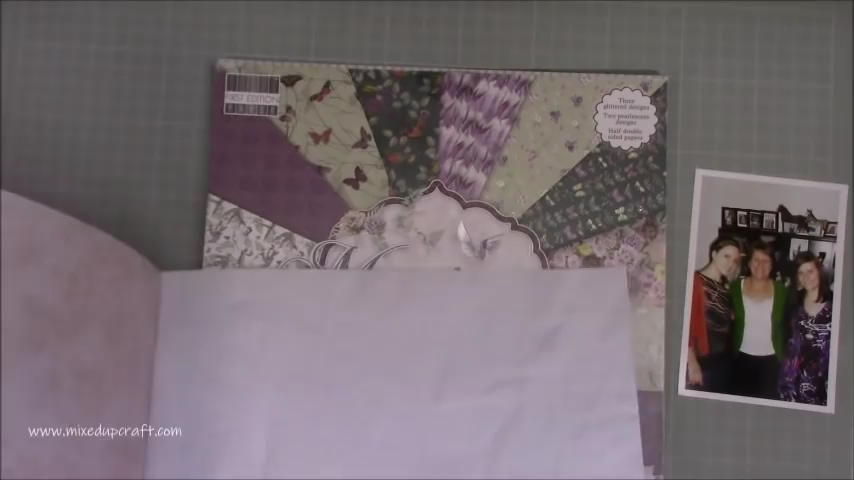 FIRST EDITION
Three
glittered designs
Two pearlescent
designs
Half double
sided papers
www.mixedupcraft.com